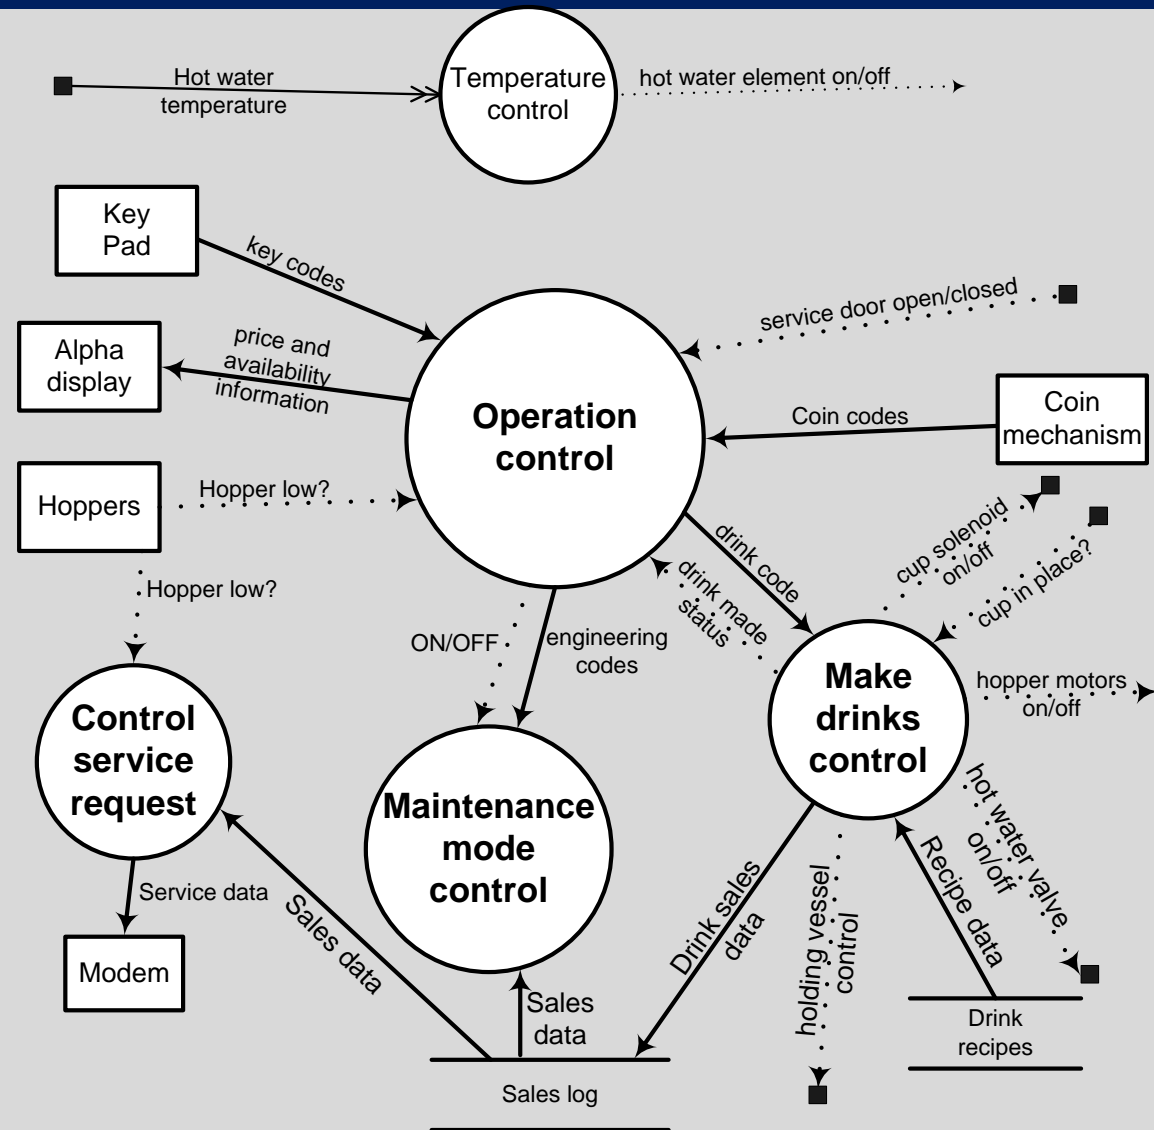 Hot water
temperature
Temperature
control
hot water element on/off
Key
Pad
key codes
service door open/closed
Alpha
display
price and
availability
information
Operation
control
Coin codes
Coin
mechanism
Hoppers
Hopper low?
cup solenoid
on/off
cup in place?
drink code
drink made
status
Hopper low?
ON/OFF
engineering
codes
Make
drinks
control
hopper motors
on/off
Control
service
request
Maintenance
mode
control
hot water valve
on/off
Recipe data
Service data
Sales data
Drink sales
data
holding vessel
control
Modem
Sales
data
Drink
recipes
Sales log